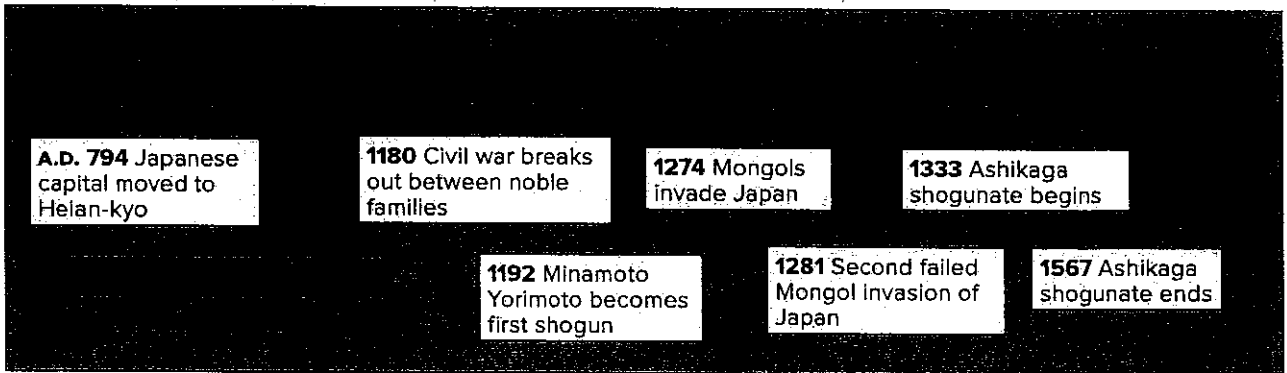 A.D. 794 Japanese
capital moved to
Heian-kyo
1180 Civil war breaks
out between noble
families
1192 Minamoto
Yorimoto becomes
first shogun
1274 Mongols
invade Japan
1281 Second failed
Mongol invasion of
Japan
1333 Ashikaga
shogunate begins
1567 Ashikaga
shogunate ends